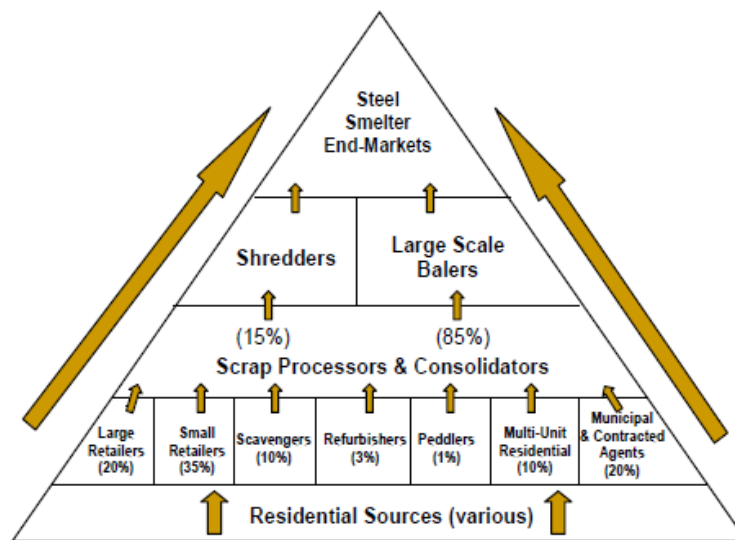 Steel
Smelter
End-Markets
Shredders
Large Scale
Balers
(15%)
(85%)
Scrap Processors & Consolidators
Large
Retailers
(20%)
Small
Retailers
(35%)
Scavengers
(10%)
Refurbishers
(3%)
Peddlers
(1%)
Multi-Unit
Residential
(10%)
Municipal
& Contracted
Agents
(20%)
Residential Sources (various)